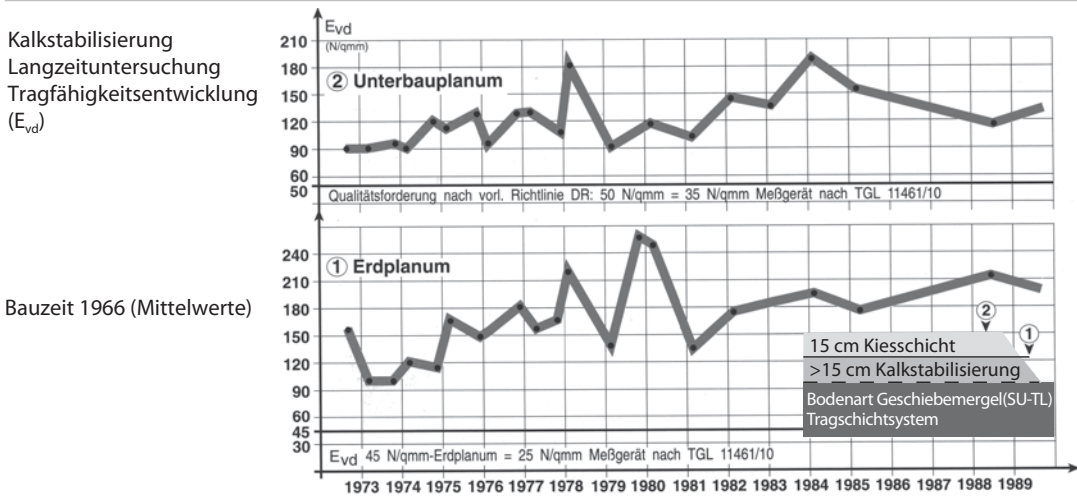 Kalkstabilisierung
Langzeituntersuchung
Tragfähigkeitsentwicklung
(Evd)
Evd
(N/qmm)
210
180
150
120
90
60
50
② Unterbauplanum
Qualitätsforderung nach vorl. Richtlinie DR: 50 N/qmm = 35 N/qmm Meßgerät nach TGL 11461/10
Bauzeit 1966 (Mittelwerte)
240
210
180
150
120
90
60
45
30
① Erdplanum
②
①
15 cm Kiesschicht
>15 cm Kalkstabilisierung
Bodenart Geschiebemergel(SU-TL)
Tragschichtsystem
Evd 45 N/qmm-Erdplanum = 25 N/qmm Meßgerät nach TGL 11461/10
1973 1974 1975 1976 1977 1978 1979 1980 1981 1982 1983 1984 1985 1986 1987 1988 1989